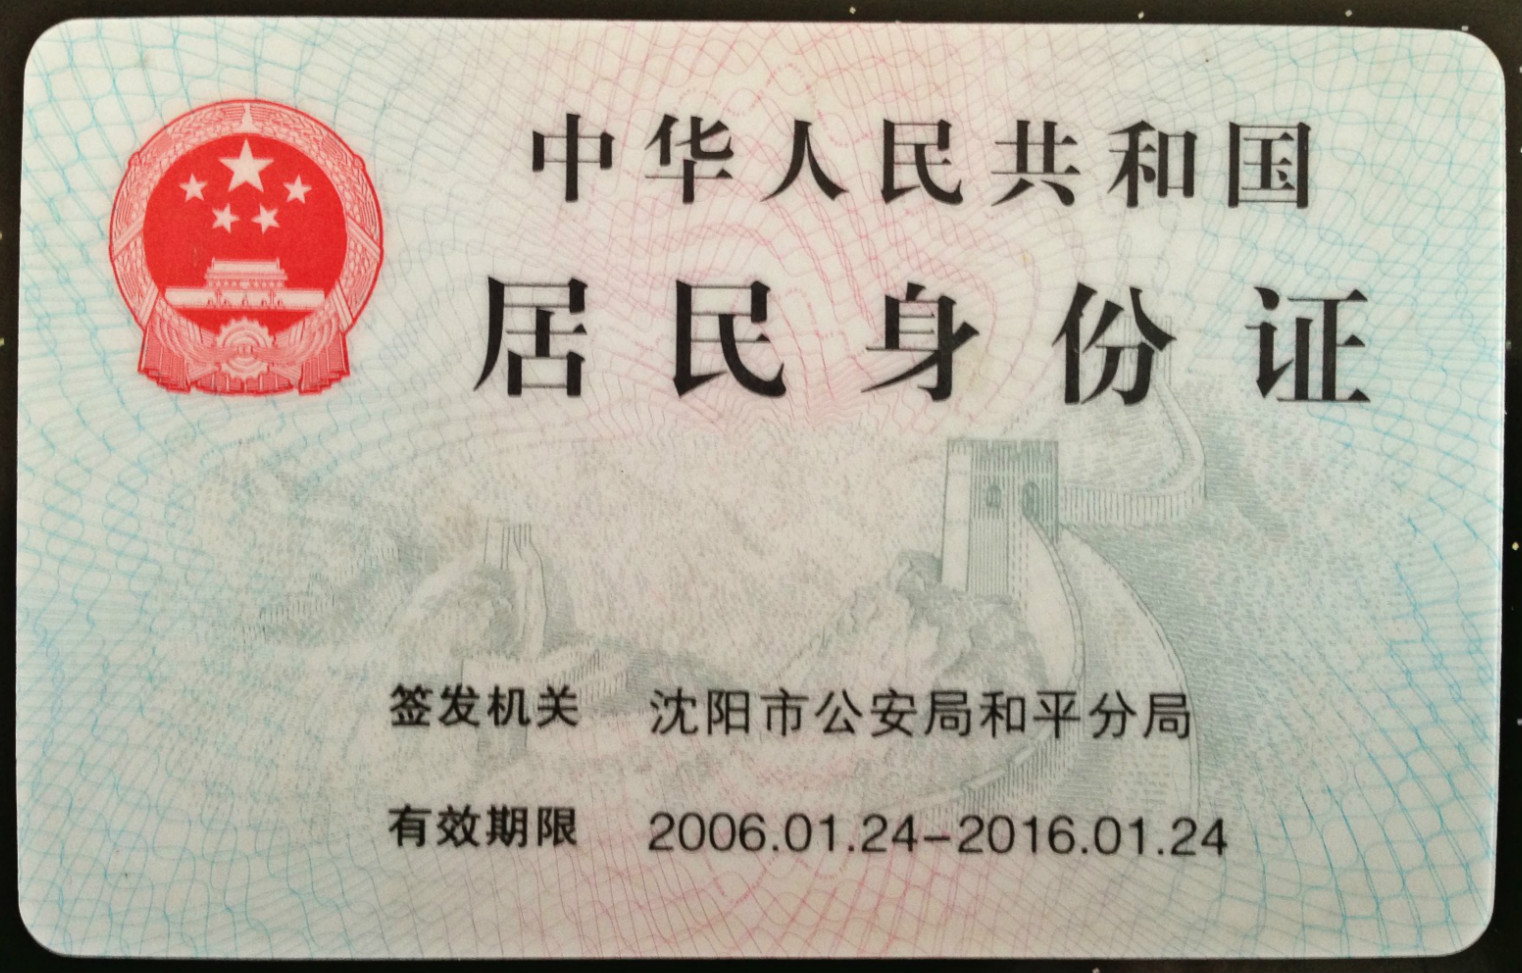 中华人民共和国
居民身份证
签发机关 沈阳市公安局和平分局
有效期限 2006.01.24-2016.01.24